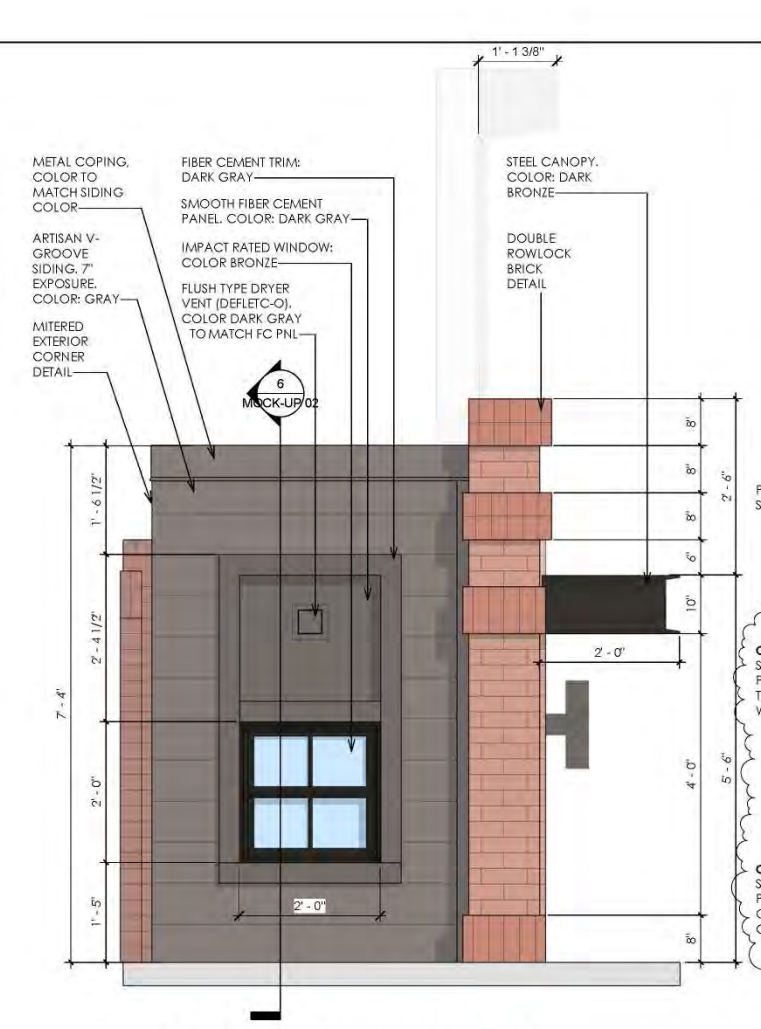 1' - 1 3/8"
METAL COPING,
COLOR TO
MATCH SIDING
COLOR
ARTISAN V-
GROOVE
SIDING. 7"
EXPOSURE.
COLOR: GRAY
MITERED
EXTERIOR
CORNER
DETAIL
FIBER CEMENT TRIM:
DARK GRAY
SMOOTH FIBER CEMENT
PANEL. COLOR: DARK GRAY
IMPACT RATED WINDOW:
COLOR BRONZE
FLUSH TYPE DRYER
VENT (DEFLETC-O).
COLOR DARK GRAY
TO MATCH FC PNL
STEEL CANOPY.
COLOR: DARK
BRONZE
DOUBLE
ROWLOCK
BRICK
DETAIL
6
MOCK-UP 02
7' - 4"
1' - 6 1/2"
2' - 4 1/2"
2' - 0"
1' - 5"
2' - 0"
2' - 0"
8"
8"
8"
6"
10"
4' - 0"
8"
2' - 6"
5' - 6"